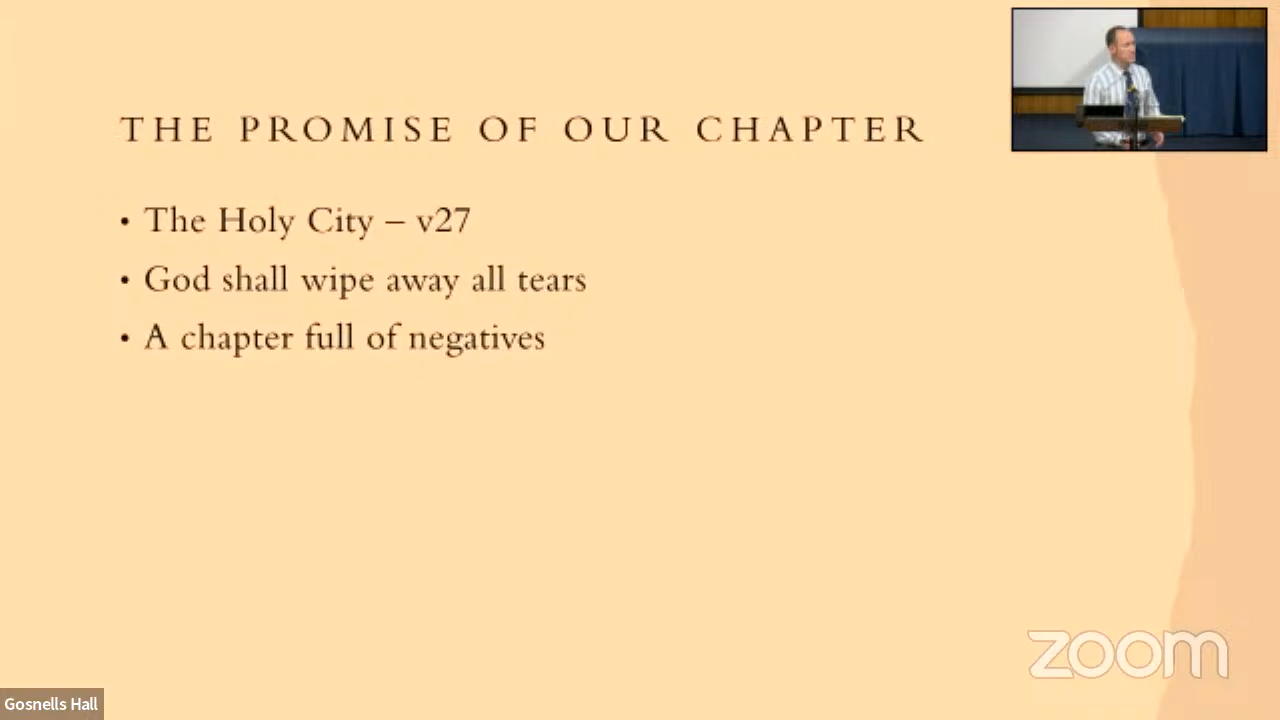 THE PROMISE OF OUR CHAPTER
• The Holy City – v27
• God shall wipe away all tears
• A chapter full of negatives
zoom
Gosnells Hall